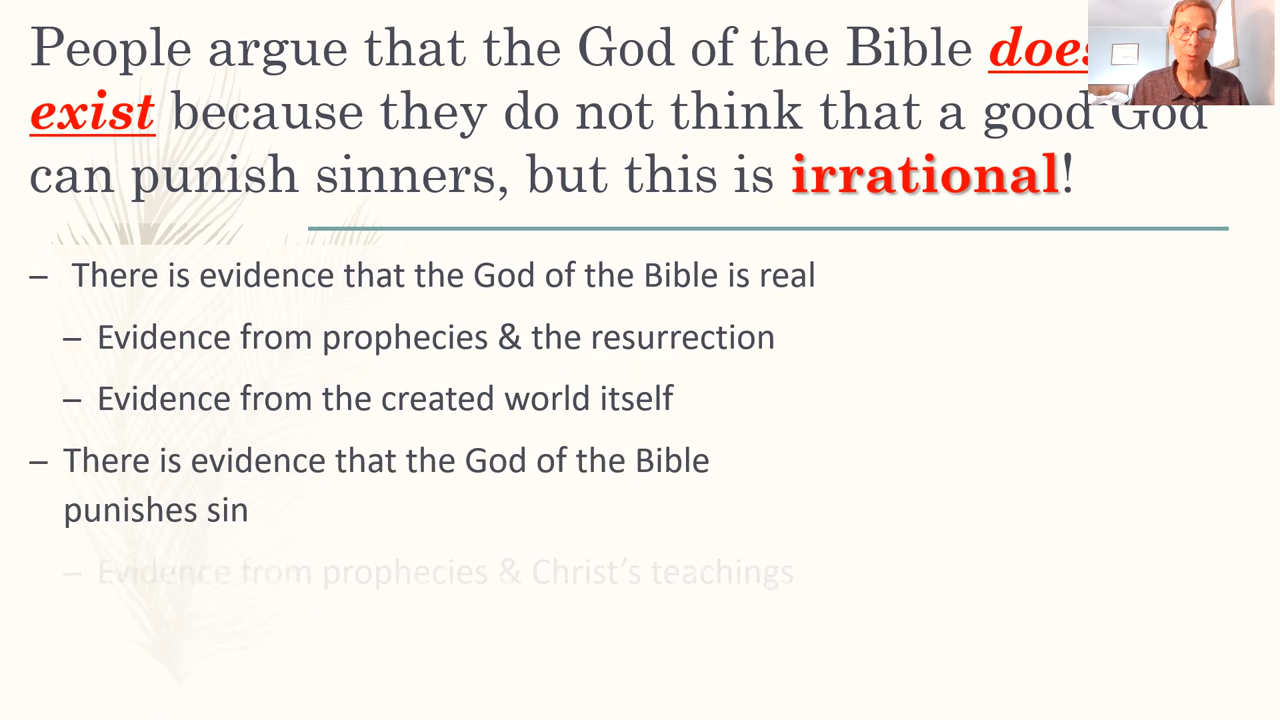 People argue that the God of the Bible
exist because they do not think that a good God
can punish sinners, but this is irrational!
– There is evidence that the God of the Bible is real
– Evidence from prophecies & the resurrection
– Evidence from the created world itself
– There is evidence that the God of the Bible
punishes sin
– Evidence from prophecies & Christ’s teachings